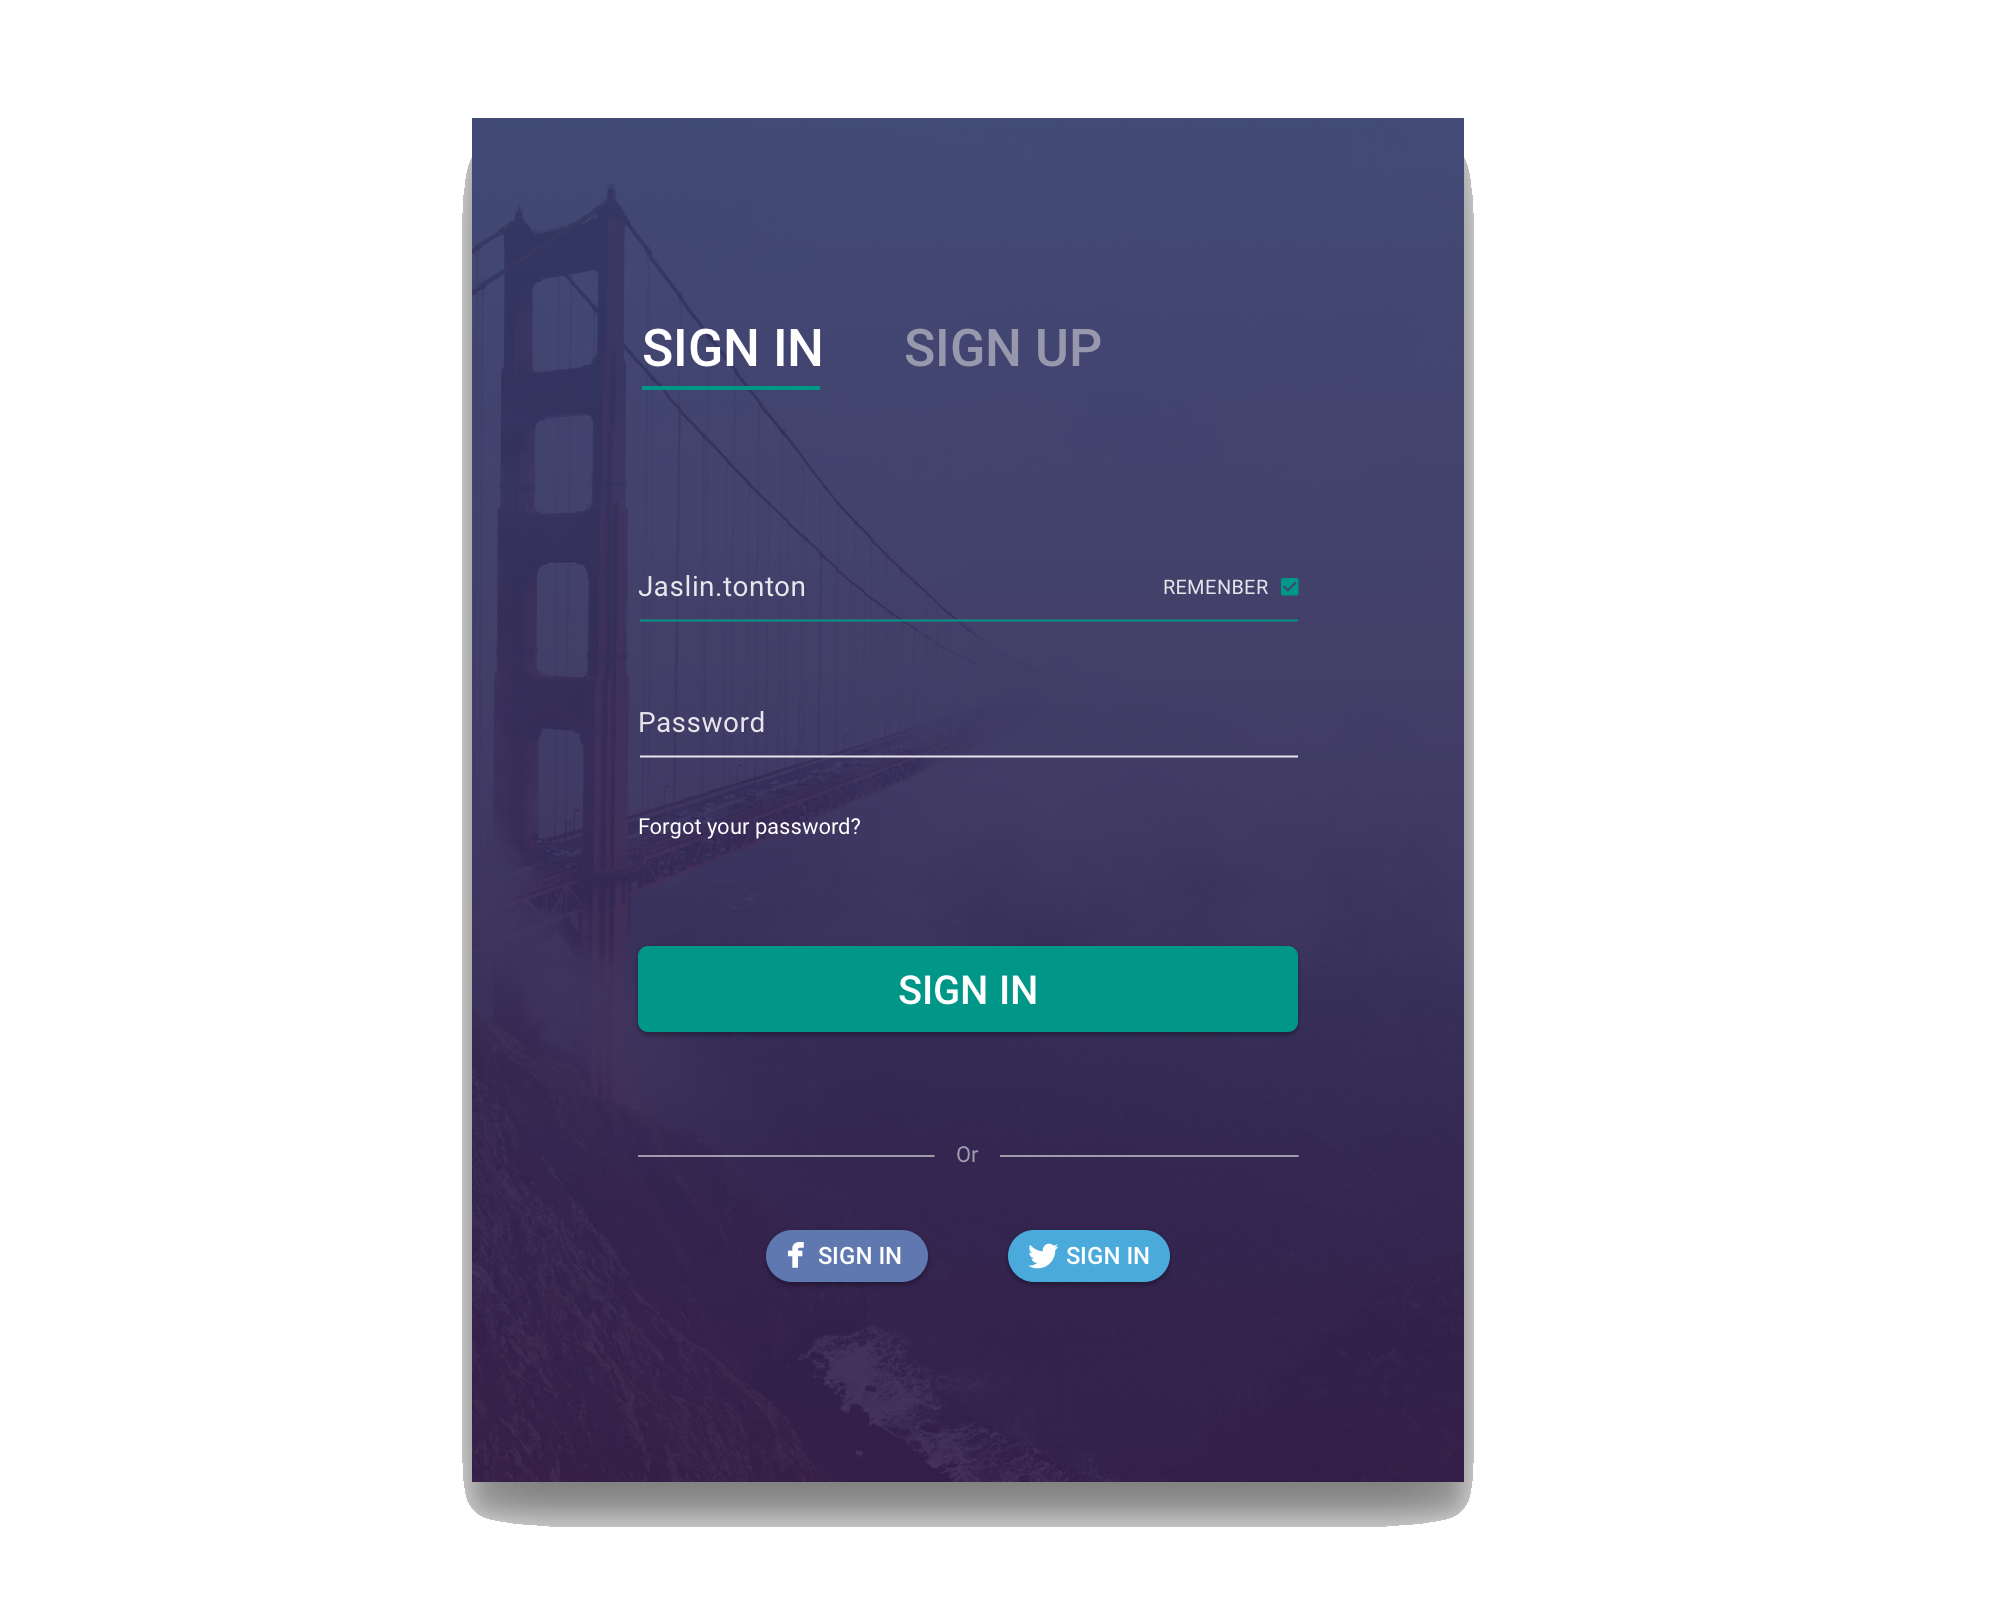 SIGN IN SIGN UP
Jaslin.tonton REMENBER
Password
Forgot your password?
SIGN IN
Or
SIGN IN SIGN IN